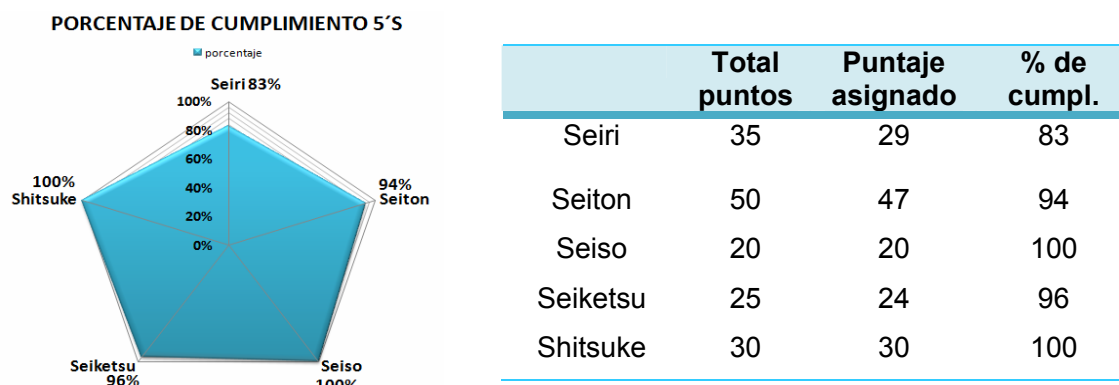 PORCENTAJE DE CUMPLIMIENTO 5´S
porcentaje
Seiri 83%
100%
80%
60%
40%
20%
0%
94%
Seiton
Seiso
100%
Seiketsu
96%
100%
Shitsuke
Total puntos Puntaje asignado % de cumpl.
Seiri 35 29 83
Seiton 50 47 94
Seiso 20 20 100
Seiketsu 25 24 96
Shitsuke 30 30 100